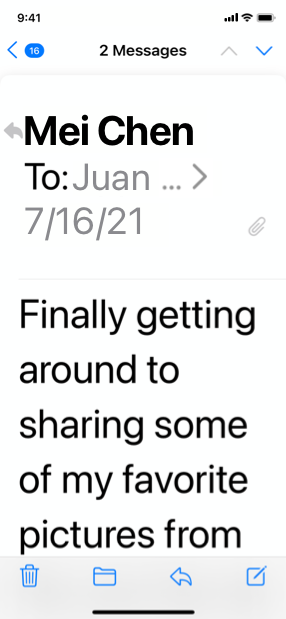 9:41
16
2 Messages
Mei Chen
To: Juan ...
7/16/21
Finally getting
around to
sharing some
of my favorite
pictures from